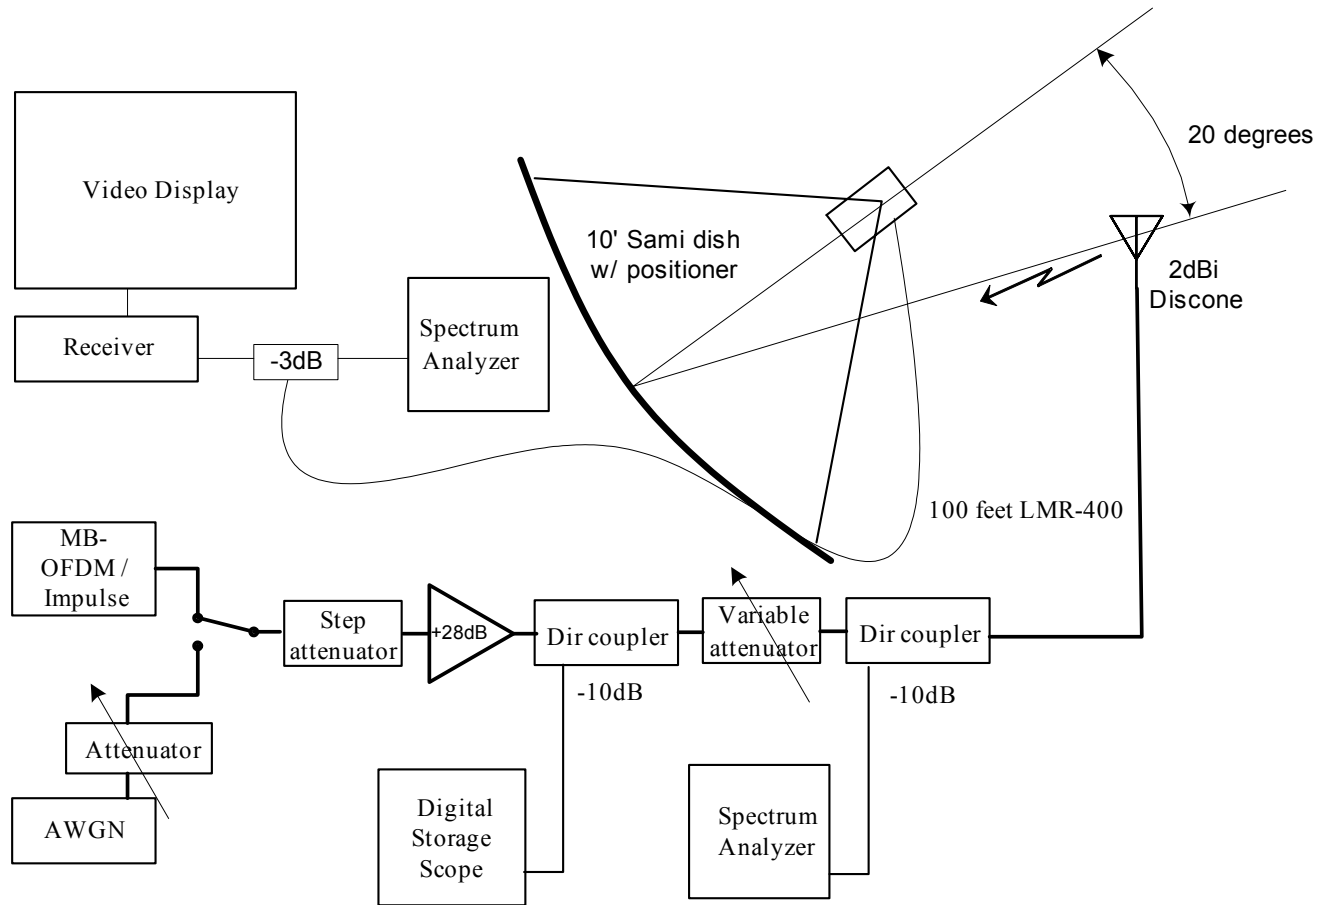 20 degrees
Video Display
10' Sami dish
w/ positioner
2dBi
Discone
Receiver
-3dB
Spectrum
Analyzer
100 feet LMR-400
MB-
OFDM /
Impulse
Step
attenuator
+28dB
Dir coupler
Variable
attenuator
Dir coupler
-10dB
-10dB
Attenuator
AWGN
Digital
Storage
Scope
Spectrum
Analyzer